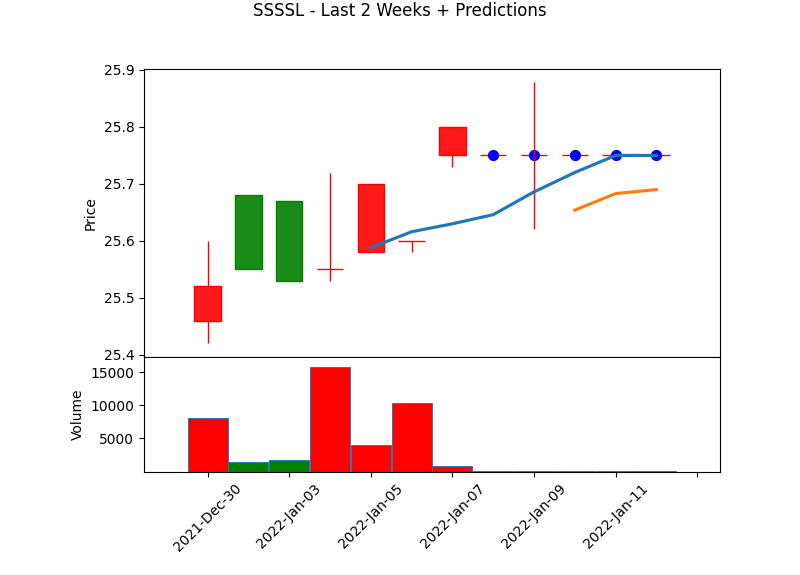 SSSSL - Last 2 Weeks + Predictions
25.9
25.8
25.7
25.6
25.5
25.4
Price
15000
10000
5000
Volume
2021-Dec-30
2022-Jan-03
2022-Jan-05
2022-Jan-07
2022-Jan-09
2022-Jan-11